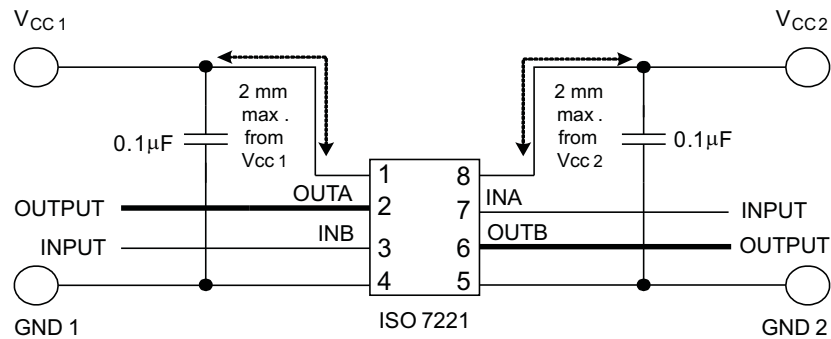 VCC 1
VCC2
2 mm
max .
from
Vcc 1
2 mm
max .
from
Vcc 2
0.1µF
0.1µF
1
8
OUTPUT
OUTA
2
7
INA
INPUT
INPUT
INB
3
6
OUTB
OUTPUT
4
5
GND 1
ISO 7221
GND 2